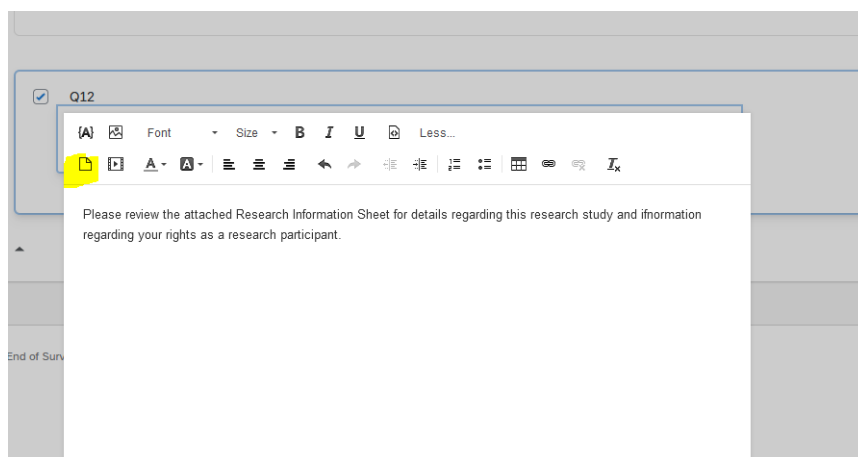 Q12
{A} Font Size B I U Less...
A A Tx
Please review the attached Research Information Sheet for details regarding this research study and ifnormation
regarding your rights as a research participant.
End of Surv